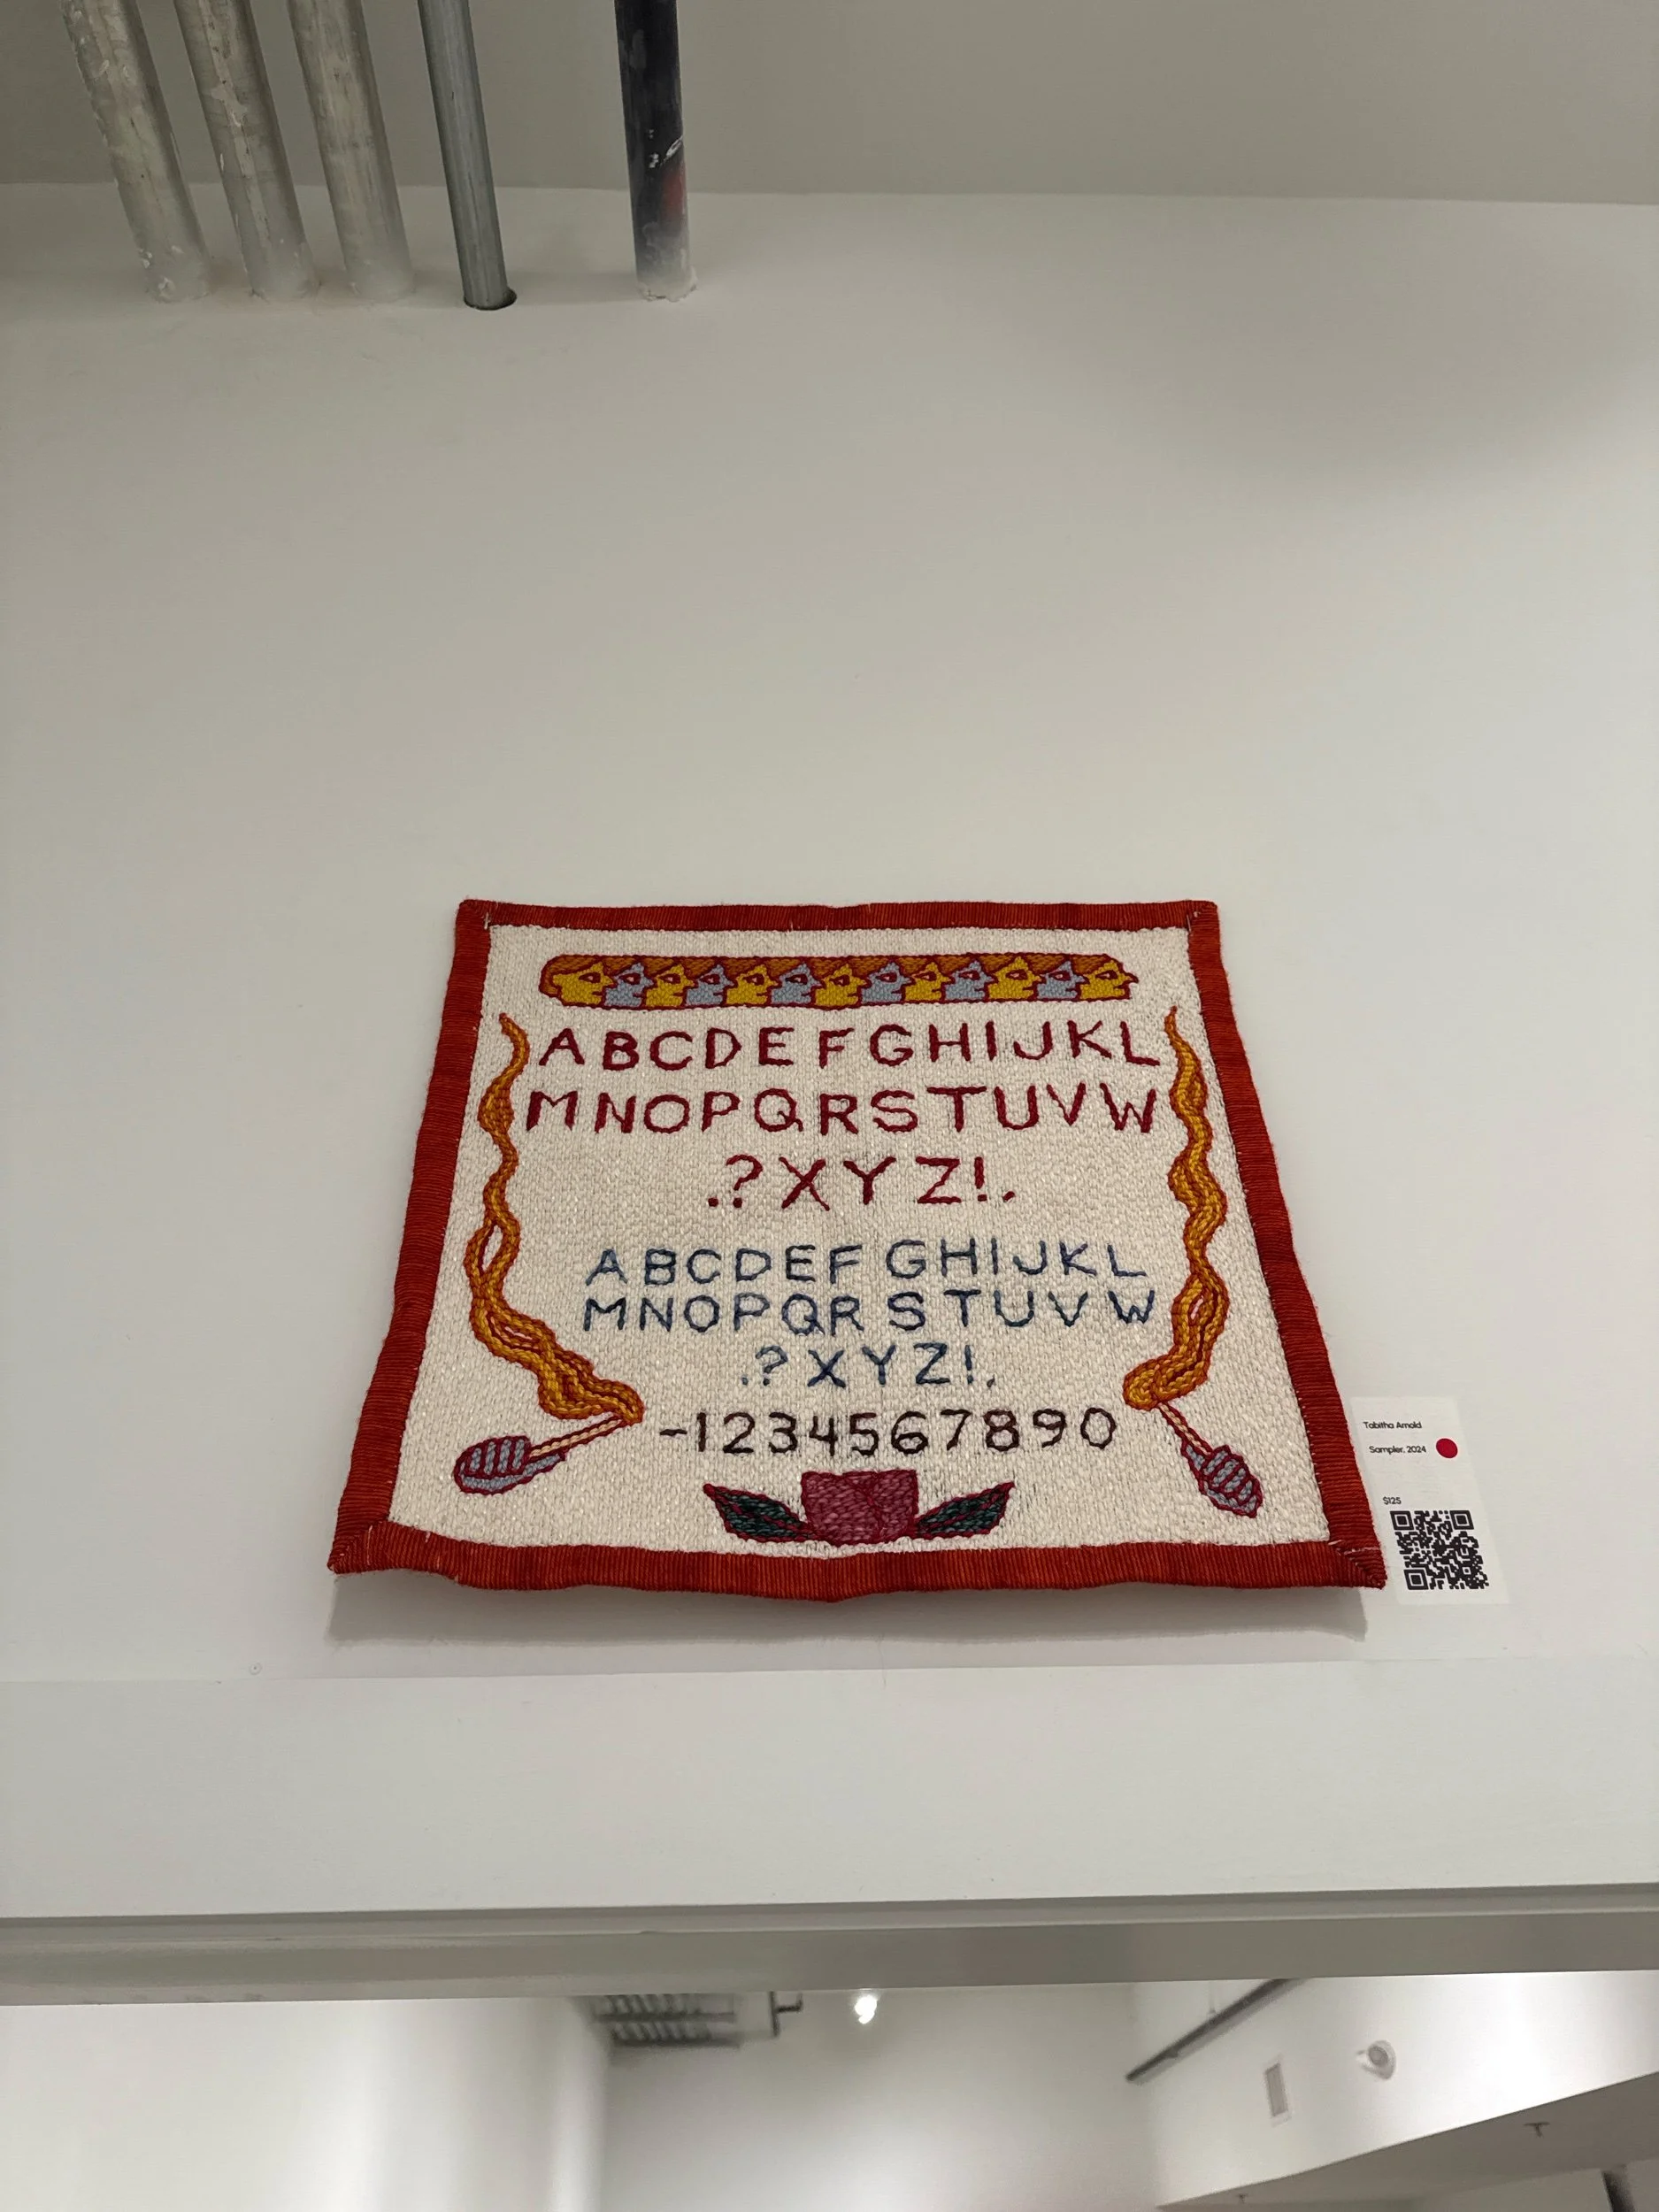 ABCDEFGHIJKL
MNOPQRSTUVW
.?XYZ!,
ABCDEFGHIJKL
MNOPQRSTUVW
.?XYZ!,
-1234567890
Tabitha Arnold
Sampler, 2024
$125